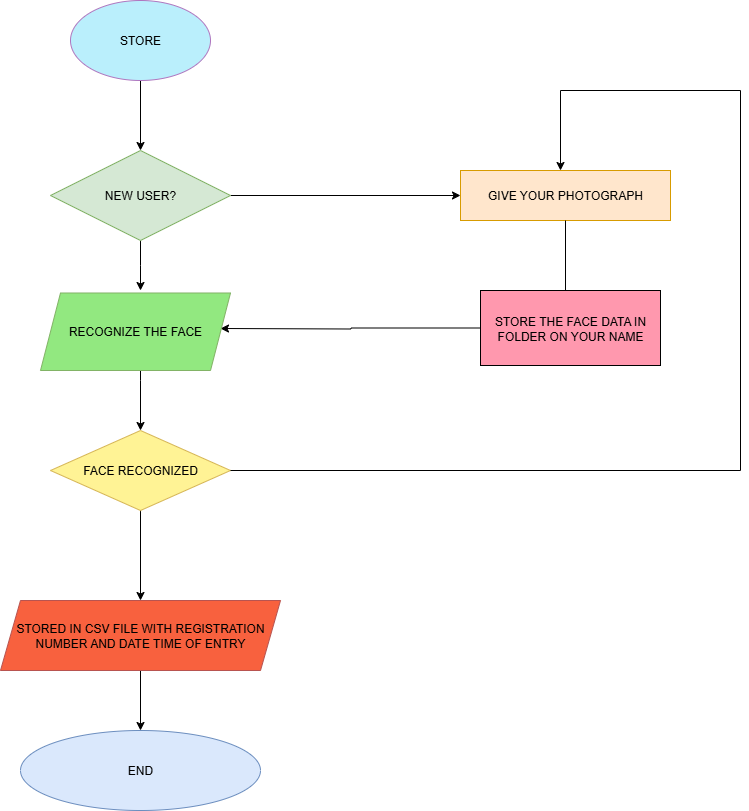 STORE
NEW USER?
GIVE YOUR PHOTOGRAPH
RECOGNIZE THE FACE
STORE THE FACE DATA IN
FOLDER ON YOUR NAME
FACE RECOGNIZED
STORED IN CSV FILE WITH REGISTRATION
NUMBER AND DATE TIME OF ENTRY
END